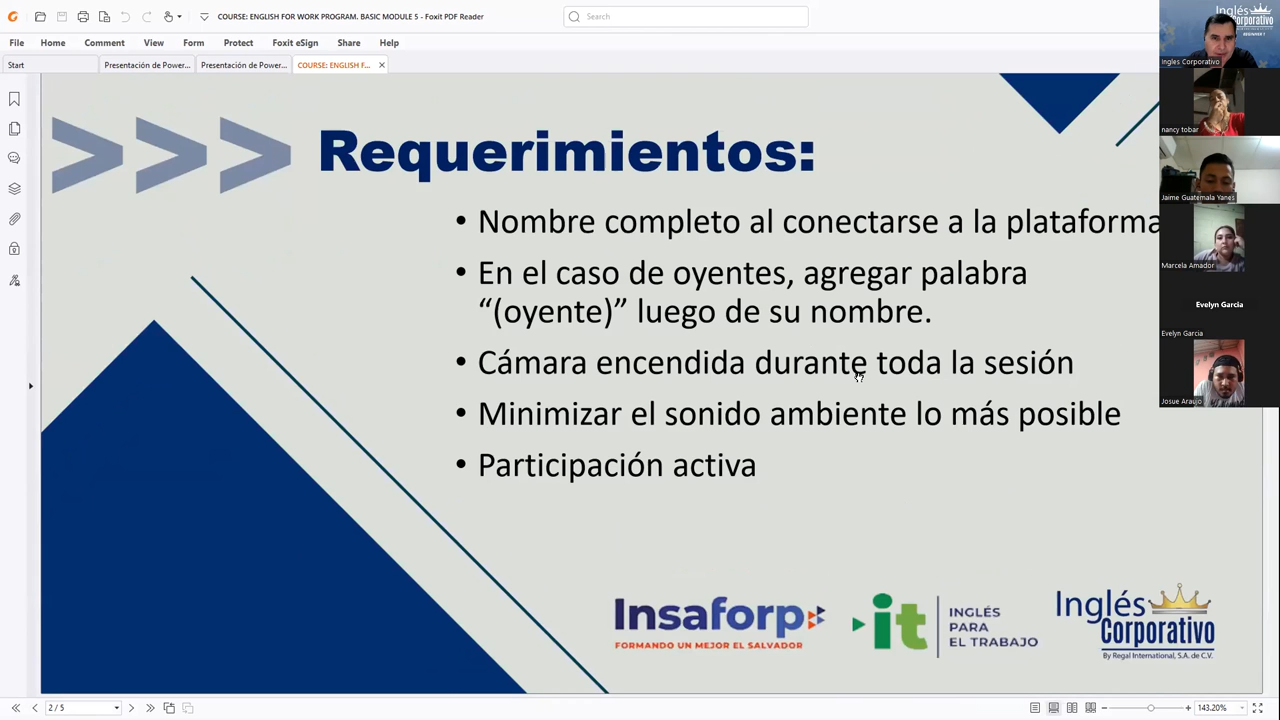 COURSE: ENGLISH FOR WORK PROGRAM. BASIC MODULE 5 - Foxit PDF Reader
Search
File Home Comment View Form Protect Foxit eSign Share Help
Start
Presentación de Power...
Presentación de Power...
COURSE: ENGLISH F...
>>> Requerimientos:
• Nombre completo al conectarse a la plataforma
• En el caso de oyentes, agregar palabra
“(oyente)” luego de su nombre.
• Cámara encendida durante toda la sesión
• Minimizar el sonido ambiente lo más posible
• Participación activa
Insaforp
FORMANDO UN MEJOR EL SALVADOR
it
INGLÉS
PARA
EL TRABAJO
Inglés
Corporativo
By Regal International, S.A. de C.V.
Inglés
Corporativo
BEGINNER 1
Ingles Corporativo
nancy tobar
Jaime Guatemala Yanes
Marcela Amador
Evelyn Garcia
Evelyn Garcia
Josue Araujo
2 / 5
143.20%